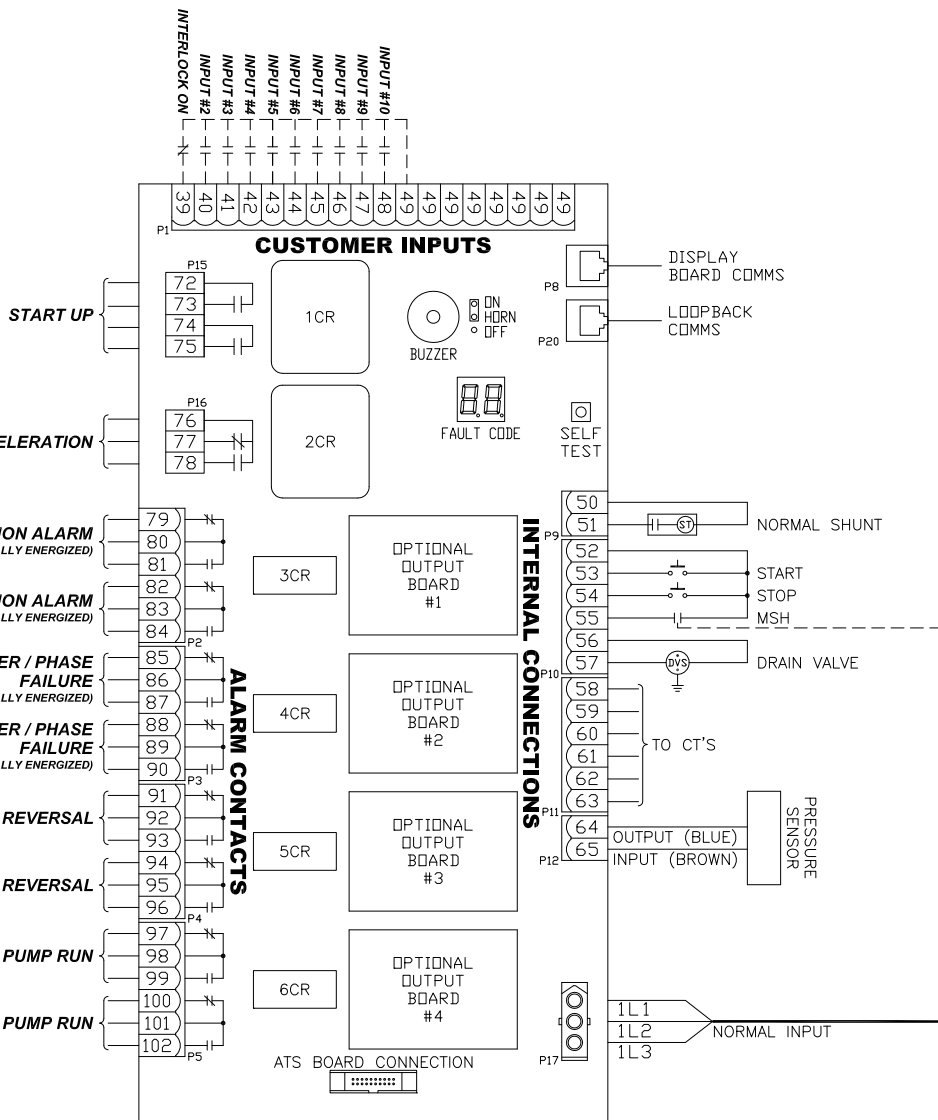 INTERLOCK ON
INPUT #2
INPUT #3
INPUT #4
INPUT #5
INPUT #6
INPUT #7
INPUT #8
INPUT #9
INPUT #10
39 40 41 42 43 44 45 46 47 48 49 49 49 49 49 49 49 49
P1
CUSTOMER INPUTS
P15
72
73
74
75
START UP
1CR
BUZZER
ON
HORN
OFF
P8
DISPLAY
BOARD COMMS
P20
LOOPBACK
COMMS
P16
76
77
78
ELERATION
2CR
FAULT CODE
SELF
TEST
ION ALARM
LLY ENERGIZED)
79
80
81
ION ALARM
LLY ENERGIZED)
82
83
84
P2
ER / PHASE
FAILURE
LLY ENERGIZED)
85
86
87
ER / PHASE
FAILURE
LLY ENERGIZED)
88
89
90
P3
REVERSAL
91
92
93
REVERSAL
94
95
96
P4
PUMP RUN
97
98
99
PUMP RUN
100
101
102
P5
ALARM CONTACTS
3CR
4CR
5CR
6CR
OPTIONAL
OUTPUT
BOARD
#1
OPTIONAL
OUTPUT
BOARD
#2
OPTIONAL
OUTPUT
BOARD
#3
OPTIONAL
OUTPUT
BOARD
#4
INTERNAL CONNECTIONS
50
51
P9
ST
NORMAL SHUNT
52
53
START
54
STOP
55
MSH
56
57
P10
DVS
DRAIN VALVE
58
59
60
61
62
63
P11
TO CT'S
64
65
P12
OUTPUT (BLUE)
INPUT (BROWN)
PRESSURE
SENSOR
P17
1L1
1L2
1L3
NORMAL INPUT
ATS BOARD CONNECTION